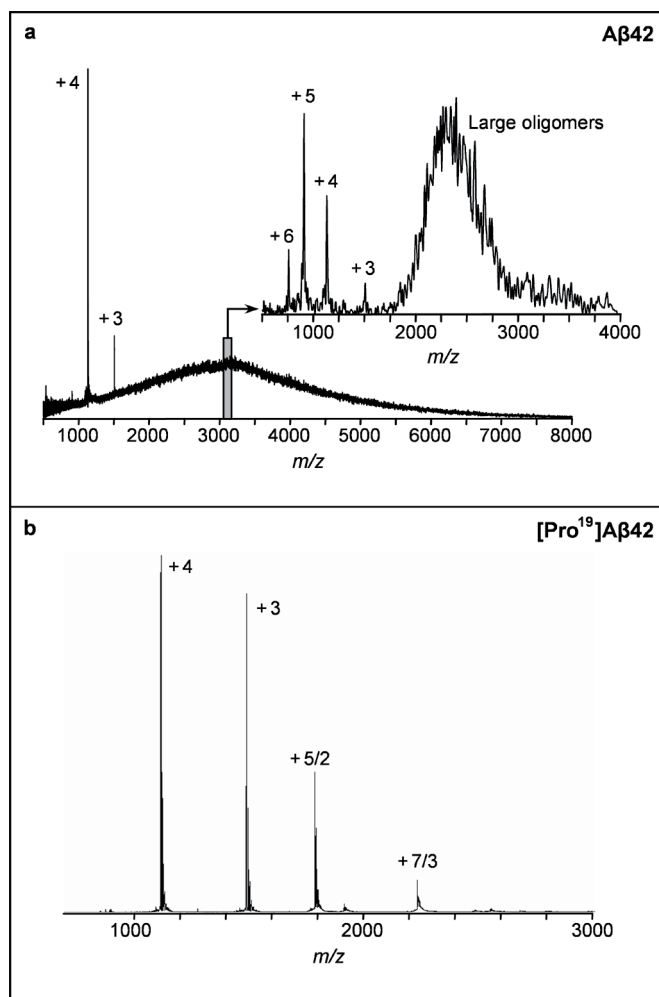 a
Aβ42
+ 4
+ 5
Large oligomers
+ 4
+ 6
+ 3
+ 3
1000 2000 3000 4000
m/z
1000 2000 3000 4000 5000 6000 7000 8000
m/z
b
[Pro¹⁹]Aβ42
+ 4
+ 3
+ 5/2
+ 7/3
1000 2000 3000
m/z